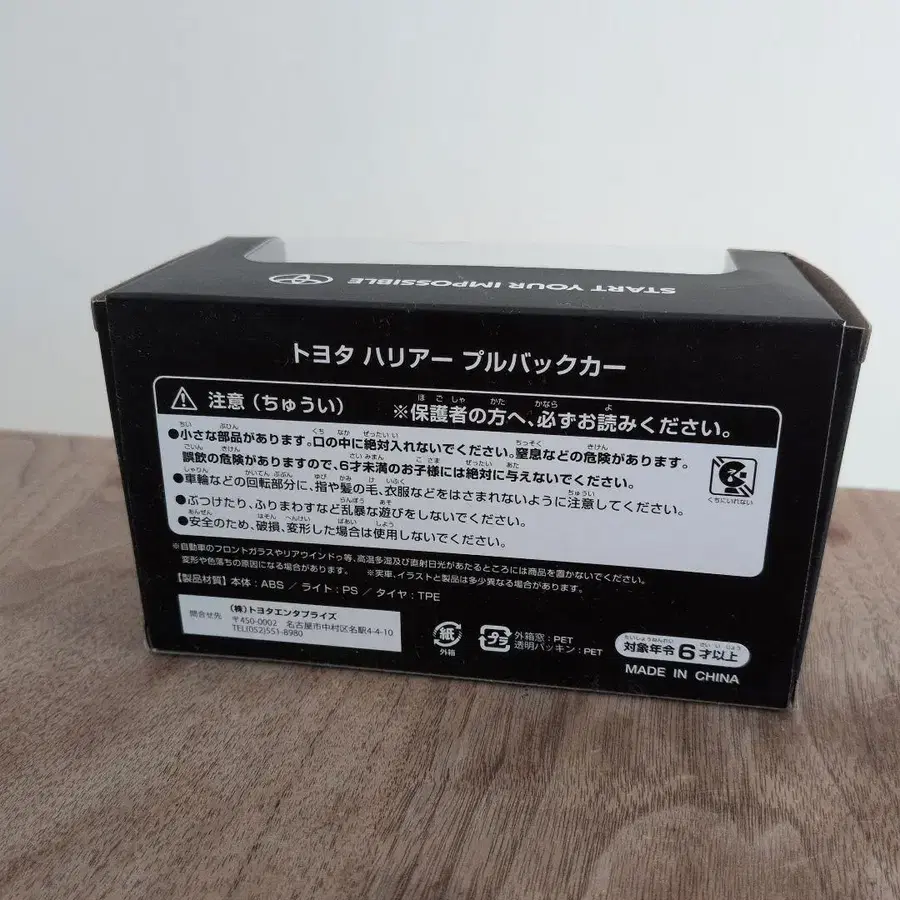 START YOUR IMPOSSIBLE
トヨタ ハリアー プルバックカー
注意(ちゅうい) ※保護者の方へ、必ずお読みください。
●小さな部品があります。口の中に絶対入れないでください。窒息などの危険があります。
誤飲の危険がありますので、6才未満のお子様には絶対に与えないでください。
●車輪などの回転部分に、指や髪の毛、衣服などをはさまれないように注意してください。
●ぶつけたり、ふりまわすなど乱暴な遊びをしないでください。
●安全のため、破損、変形した場合は使用しないでください。
くちにいれない
※自動車のフロントガラスやリアウインドゥ等、高温多湿及び直射日光があたるところには商品を置かないでください。
変形や色落ちの原因になる場合があります。 ※実車、イラストと製品は多少異なる場合があります。
【製品材質】本体:ABS / ライト:PS / タイヤ:TPE
問合せ先
(株)トヨタエンタプライズ
〒450-0002 名古屋市中村区名駅4-4-10
TEL(052)551-8980
紙
外箱
プラ
外箱窓:PET
透明パッキン:PET
対象年令6才以上
MADE IN CHINA